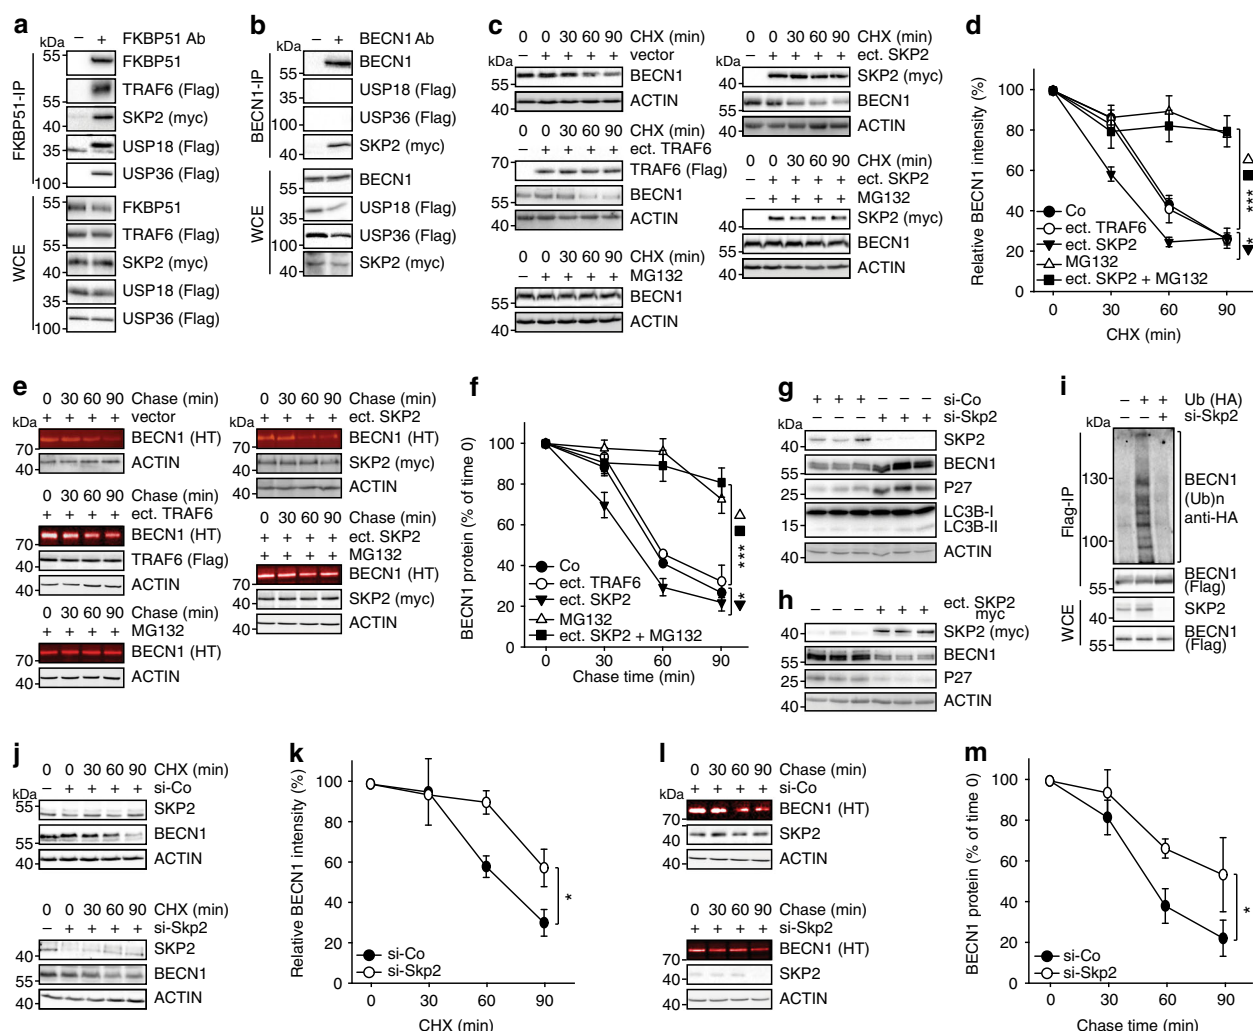 a
− + FKBP51 Ab
kDa
55 FKBP51
TRAF6 (Flag)
SKP2 (myc)
40
USP18 (Flag)
35
USP36 (Flag)
100
FKBP51-IP
55 FKBP51
TRAF6 (Flag)
55
SKP2 (myc)
40
USP18 (Flag)
35
USP36 (Flag)
100
WCE
b
− + BECN1 Ab
kDa
BECN1
55
USP18 (Flag)
35
USP36 (Flag)
100
SKP2 (myc)
40
BECN1-IP
BECN1
55
USP18 (Flag)
35
USP36 (Flag)
100
SKP2 (myc)
40
WCE
c
0 0 30 60 90 CHX (min)
− + + + + vector
kDa
BECN1
55
ACTIN
40
0 0 30 60 90 CHX (min)
− + + + + ect. TRAF6
70
TRAF6 (Flag)
BECN1
55
ACTIN
40
0 0 30 60 90 CHX (min)
− + + + + MG132
BECN1
55
ACTIN
40
0 0 30 60 90 CHX (min)
− + + + + ect. SKP2
SKP2 (myc)
40
BECN1
55
ACTIN
40
0 0 30 60 90 CHX (min)
− + + + + ect. SKP2
− + + + + MG132
SKP2 (myc)
40
BECN1
55
ACTIN
40
d
Relative BECN1 intensity (%)
100
80
60
40
20
0
Co
ect. TRAF6
ect. SKP2
MG132
ect. SKP2 + MG132
***
*
0 30 60 90
CHX (min)
e
0 30 60 90 Chase (min)
+ + + + vector
kDa
BECN1 (HT)
70
ACTIN
40
0 30 60 90 Chase (min)
+ + + + ect. TRAF6
BECN1 (HT)
70
TRAF6 (Flag)
55
ACTIN
40
0 30 60 90 Chase (min)
+ + + + MG132
BECN1 (HT)
70
ACTIN
40
0 30 60 90 Chase (min)
+ + + + ect. SKP2
BECN1 (HT)
70
SKP2 (myc)
40
ACTIN
40
0 30 60 90 Chase (min)
+ + + + ect. SKP2
+ + + + MG132
BECN1 (HT)
70
SKP2 (myc)
40
ACTIN
40
f
BECN1 protein (% of time 0)
100
80
60
40
20
0
Co
ect. TRAF6
ect. SKP2
MG132
ect. SKP2 + MG132
***
*
0 30 60 90
Chase time (min)
g
+ + + − − − si-Co
− − − + + + si-Skp2
kDa
SKP2
40
BECN1
55
P27
25
LC3B-I
15 LC3B-II
ACTIN
40
h
− − − + + + ect. SKP2
myc
SKP2 (myc)
40
BECN1
55
P27
25
ACTIN
40
i
− + + Ub (HA)
− − + si-Skp2
kDa
130
100
BECN1
(Ub)n
anti-HA
BECN1
(Flag)
55
Flag-IP
SKP2
45
BECN1
(Flag)
55
WCE
j
0 0 30 60 90 CHX (min)
− + + + + si-Co
kDa
55 SKP2
BECN1
55
ACTIN
40
0 0 30 60 90 CHX (min)
− + + + + si-Skp2
SKP2
40
BECN1
55
ACTIN
40
k
Relative BECN1 intensity (%)
100
80
60
40
20
0
si-Co
si-Skp2
*
0 30 60 90
CHX (min)
l
0 30 60 90 Chase (min)
+ + + + si-Co
kDa
BECN1 (HT)
70
SKP2
40
ACTIN
40
0 30 60 90 Chase (min)
+ + + + si-Skp2
BECN1 (HT)
70
SKP2
40
ACTIN
40
m
BECN1 protein (% of time 0)
100
80
60
40
20
0
si-Co
si-Skp2
*
0 30 60 90
Chase time (min)